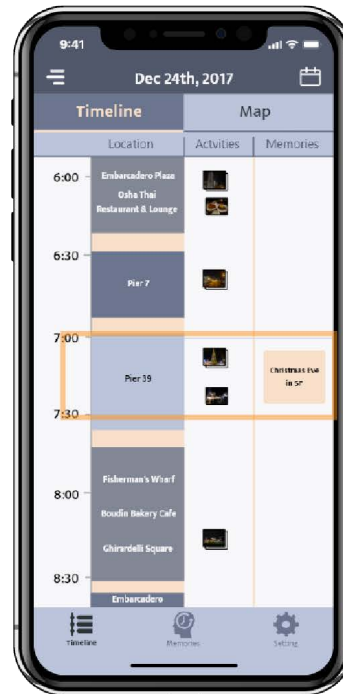 9:41
Dec 24th, 2017
Timeline
Map
Location
Actvities
Memories
6:00
Embarcadero Plaza
Osha Thai
Restaurant & Lounge
6:30
Pier 7
7:00
Pier 39
Christmas Eve
in SF
7:30
Fisherman's Wharf
8:00
Boudin Bakery Cafe
Ghirardelli Square
8:30
Embarcadero
Timeline
Memories
Setting